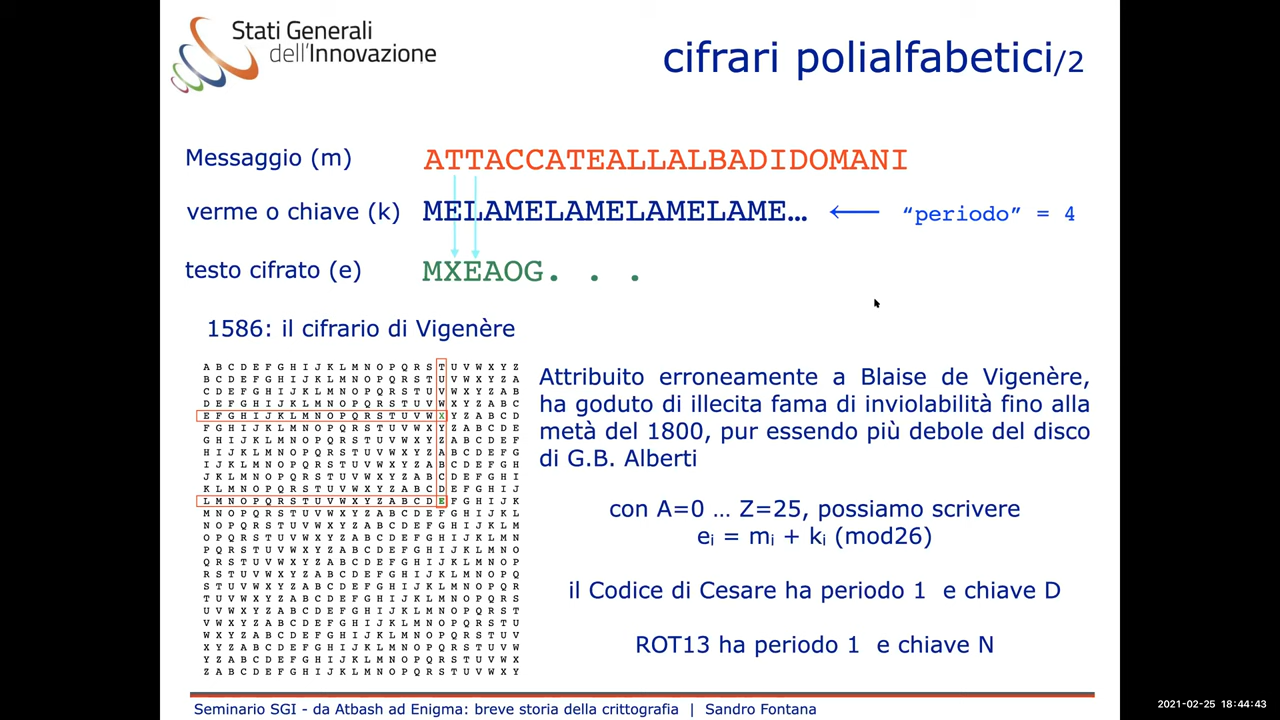 Stati Generali
dell'Innovazione
cifrari polialfabetici/2
Messaggio (m)
ATTACCATEALLALBADIDOMANI
verme o chiave (k)
MELAMELAMELAMELAME…
“periodo” = 4
testo cifrato (e)
MXEAOG. . .
1586: il cifrario di Vigenère
A B C D E F G H I J K L M N O P Q R S T U V W X Y Z
B C D E F G H I J K L M N O P Q R S T U V W X Y Z A
C D E F G H I J K L M N O P Q R S T U V W X Y Z A B
D E F G H I J K L M N O P Q R S T U V W X Y Z A B C
E F G H I J K L M N O P Q R S T U V W X Y Z A B C D
F G H I J K L M N O P Q R S T U V W X Y Z A B C D E
G H I J K L M N O P Q R S T U V W X Y Z A B C D E F
H I J K L M N O P Q R S T U V W X Y Z A B C D E F G
I J K L M N O P Q R S T U V W X Y Z A B C D E F G H
J K L M N O P Q R S T U V W X Y Z A B C D E F G H I
K L M N O P Q R S T U V W X Y Z A B C D E F G H I J
L M N O P Q R S T U V W X Y Z A B C D E F G H I J K
M N O P Q R S T U V W X Y Z A B C D E F G H I J K L
N O P Q R S T U V W X Y Z A B C D E F G H I J K L M
O P Q R S T U V W X Y Z A B C D E F G H I J K L M N
P Q R S T U V W X Y Z A B C D E F G H I J K L M N O
Q R S T U V W X Y Z A B C D E F G H I J K L M N O P
R S T U V W X Y Z A B C D E F G H I J K L M N O P Q
S T U V W X Y Z A B C D E F G H I J K L M N O P Q R
T U V W X Y Z A B C D E F G H I J K L M N O P Q R S
U V W X Y Z A B C D E F G H I J K L M N O P Q R S T
V W X Y Z A B C D E F G H I J K L M N O P Q R S T U
W X Y Z A B C D E F G H I J K L M N O P Q R S T U V
X Y Z A B C D E F G H I J K L M N O P Q R S T U V W
Y Z A B C D E F G H I J K L M N O P Q R S T U V W X
Z A B C D E F G H I J K L M N O P Q R S T U V W X Y
Attribuito erroneamente a Blaise de Vigenère,
ha goduto di illecita fama di inviolabilità fino alla
metà del 1800, pur essendo più debole del disco
di G.B. Alberti
con A=0 … Z=25, possiamo scrivere
eᵢ = mᵢ + kᵢ (mod26)
il Codice di Cesare ha periodo 1 e chiave D
ROT13 ha periodo 1 e chiave N
Seminario SGI - da Atbash ad Enigma: breve storia della crittografia | Sandro Fontana
2021-02-25 18:44:43